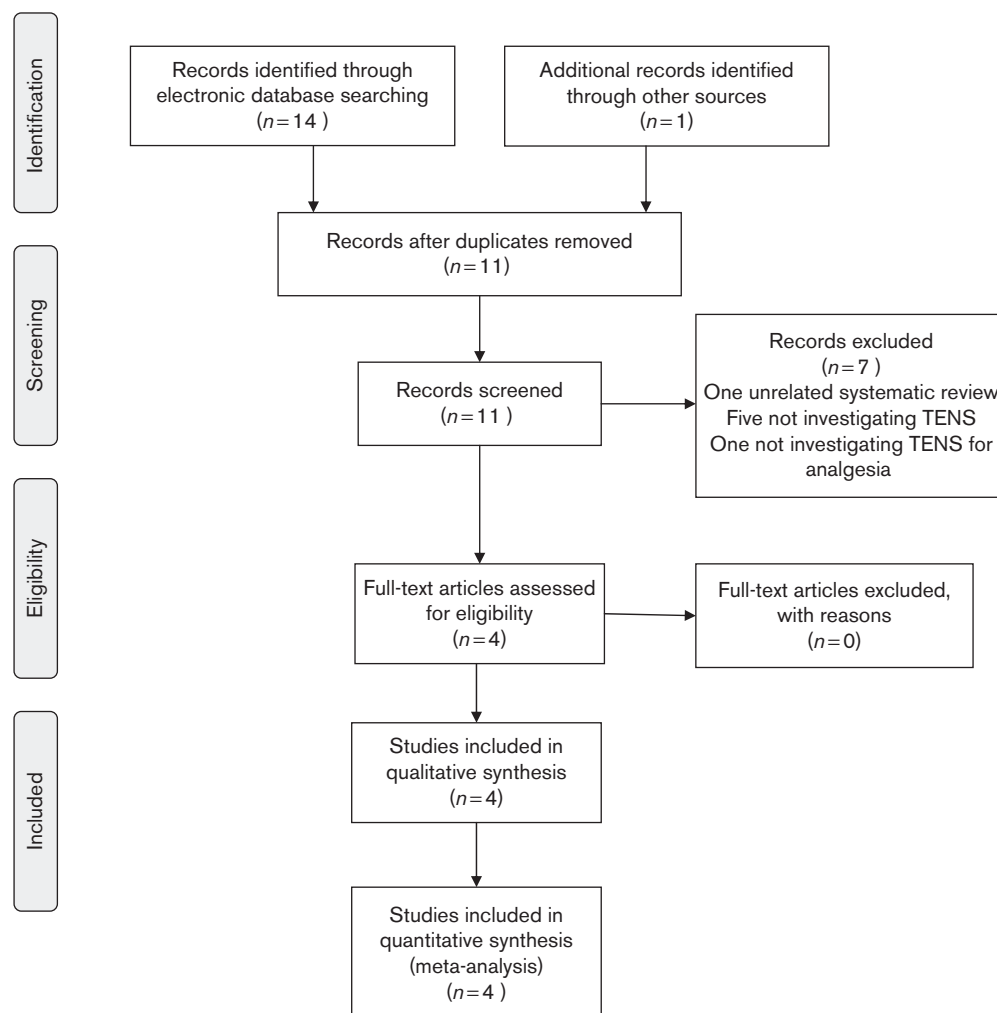 Identification
Records identified through
electronic database searching
(n=14 )
Additional records identified
through other sources
(n=1)
Records after duplicates removed
(n=11)
Screening
Records screened
(n=11 )
Records excluded
(n=7 )
One unrelated systematic review
Five not investigating TENS
One not investigating TENS for
analgesia
Eligibility
Full-text articles assessed
for eligibility
(n=4)
Full-text articles excluded,
with reasons
(n=0)
Included
Studies included in
qualitative synthesis
(n=4)
Studies included in
quantitative synthesis
(meta-analysis)
(n=4 )